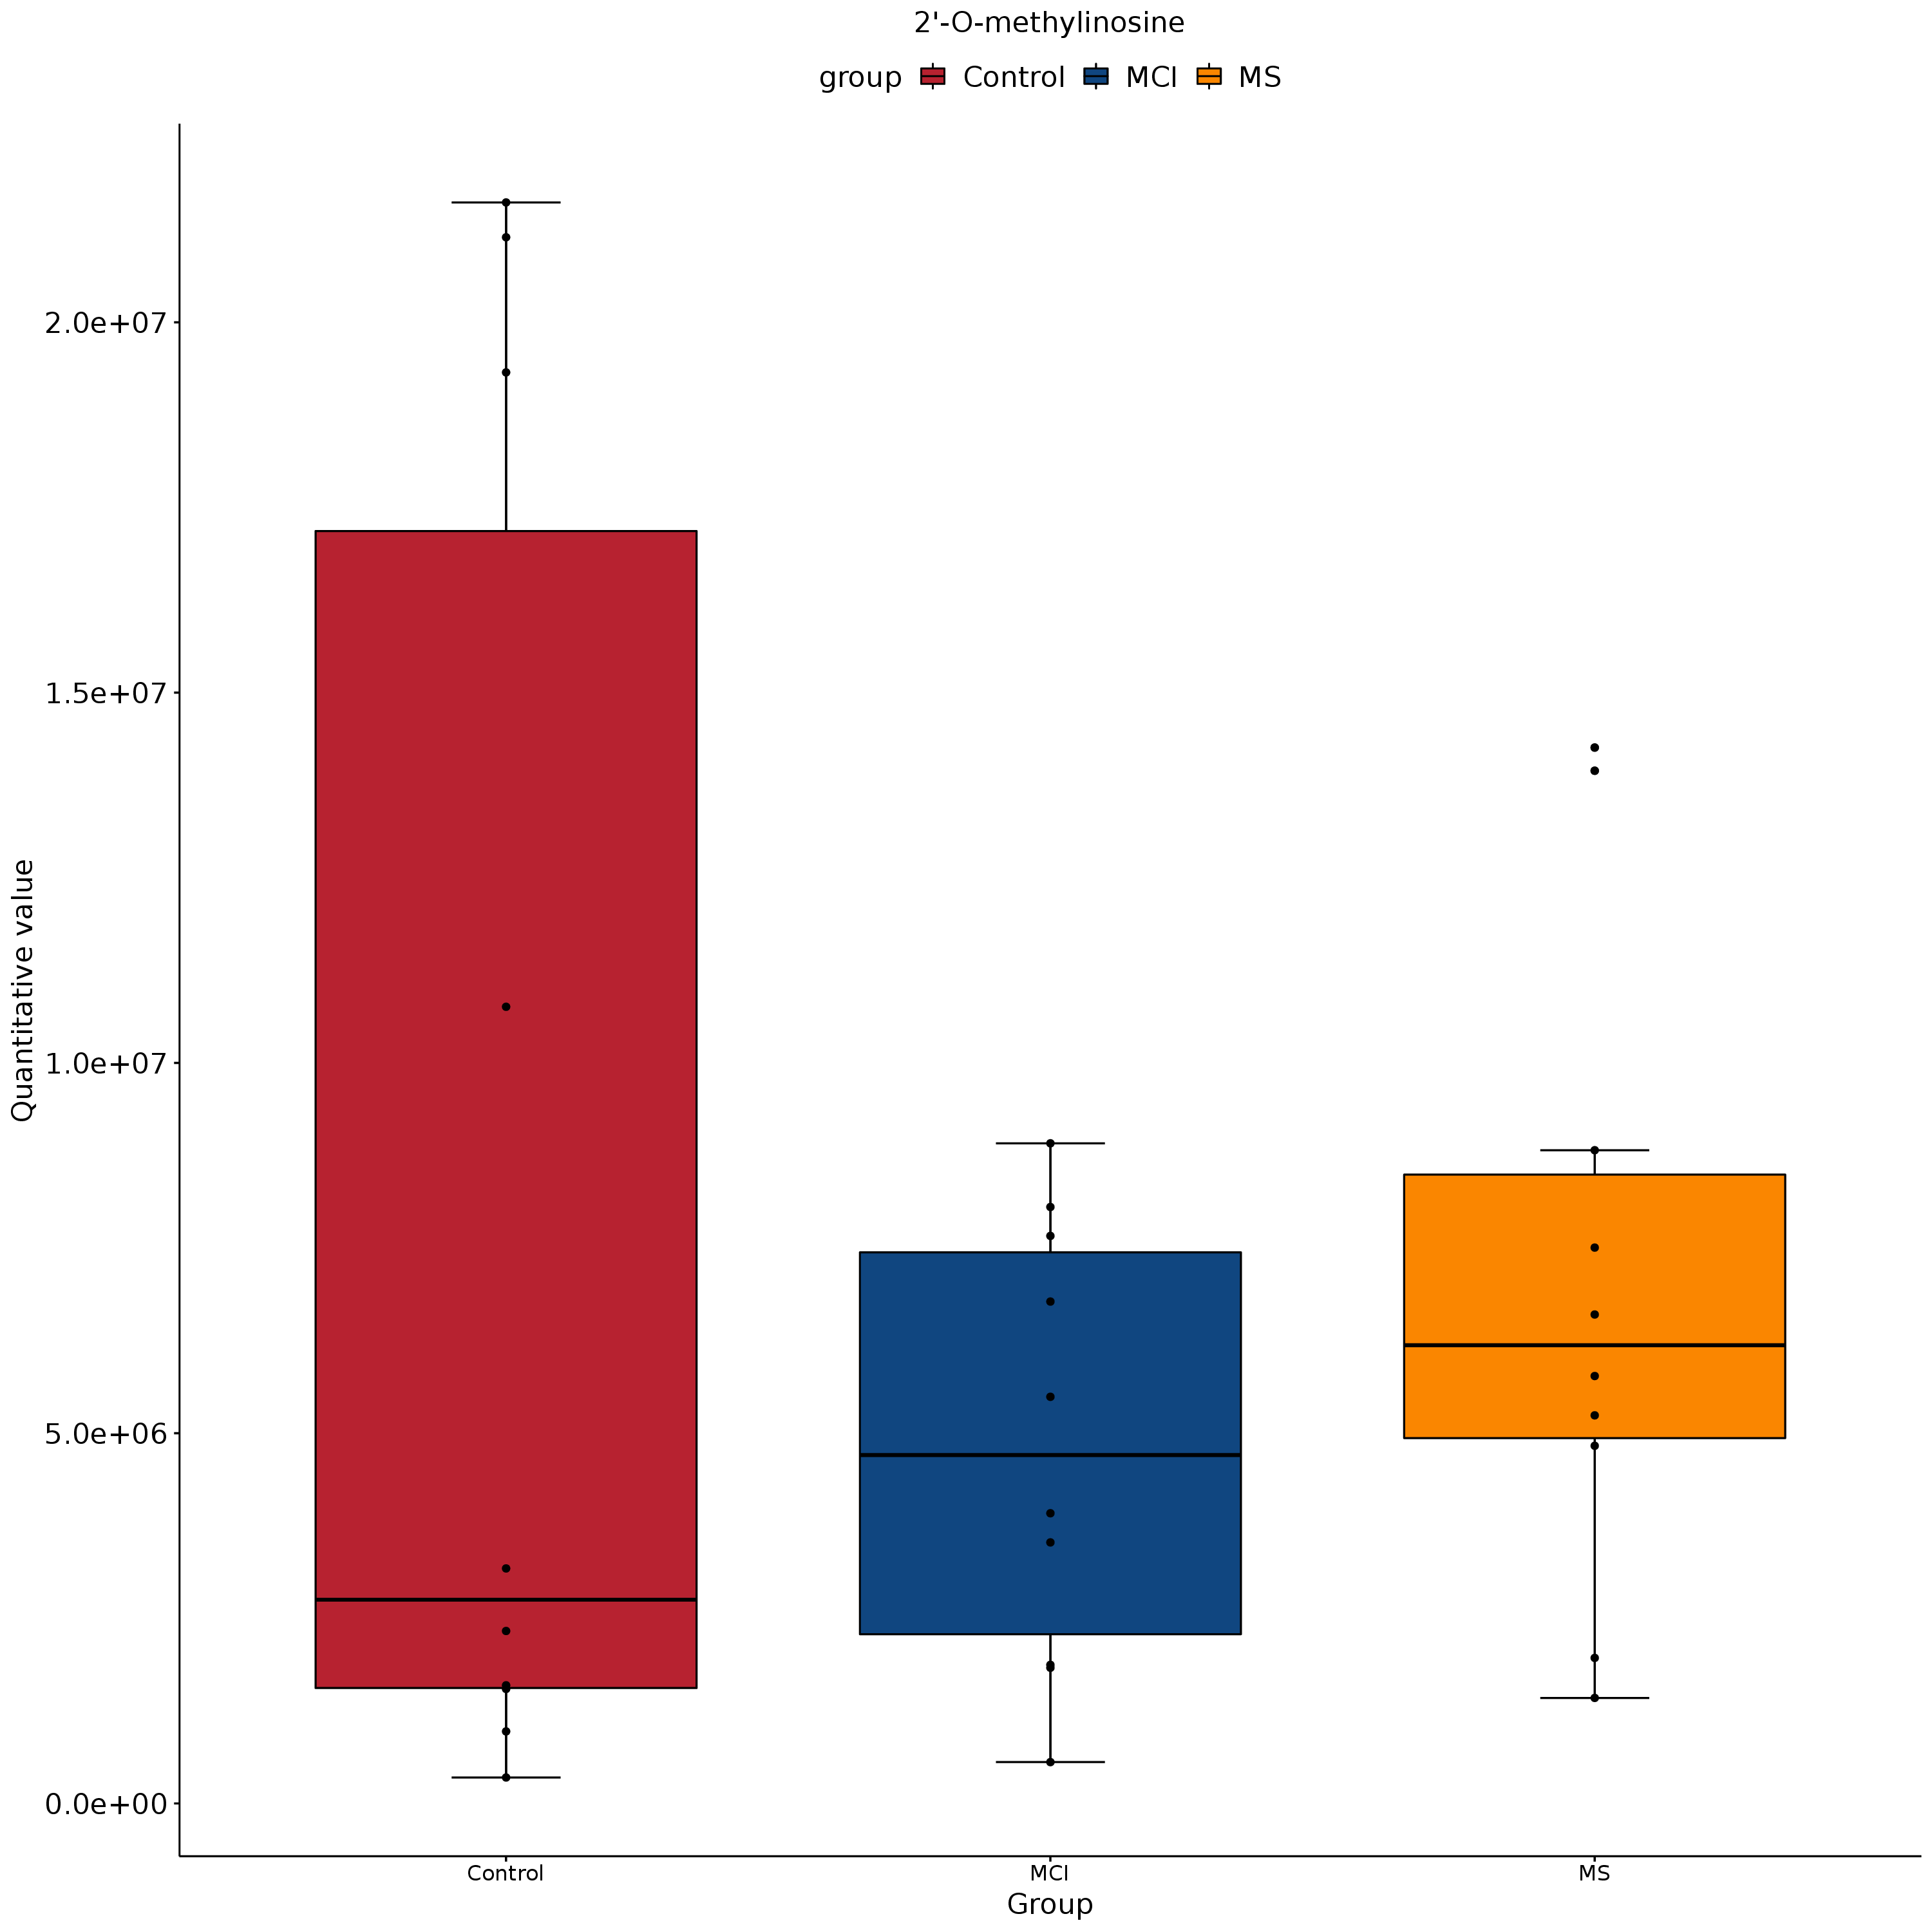 2'-O-methylinosine
group Control MCI MS
Quantitative value
2.0e+07
1.5e+07
1.0e+07
5.0e+06
0.0e+00
Control MCI MS
Group